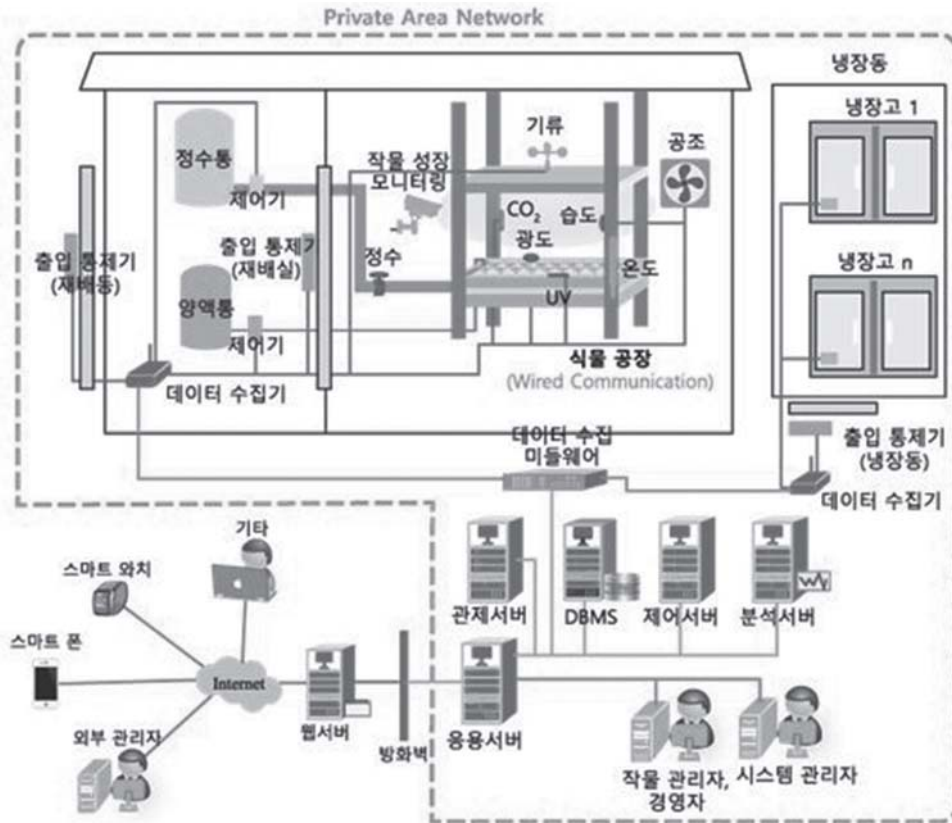 Private Area Network
냉장동
냉장고 1
냉장고 n
출입 통제기
(냉장동)
데이터 수집기
정수통
제어기
양액통
제어기
출입 통제기
(재배동)
출입 통제기
(재배실)
데이터 수집기
작물 성장
모니터링
정수
기류
공조
CO₂
습도
광도
온도
UV
식물 공장
(Wired Communication)
데이터 수집
미들웨어
관제서버
DBMS
제어서버
분석서버
응용서버
작물 관리자,
경영자
시스템 관리자
기타
스마트 와치
스마트 폰
Internet
외부 관리자
웹서버
방화벽